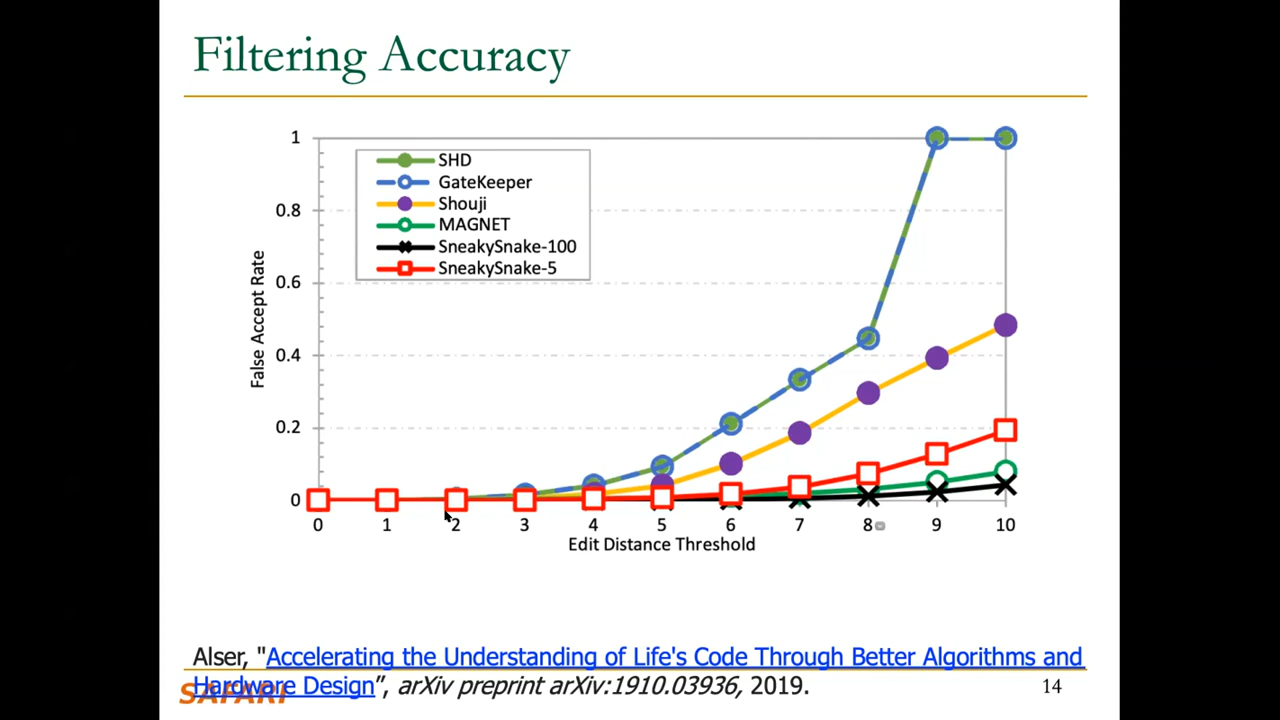 Filtering Accuracy
1
0.8
0.6
0.4
0.2
0
False Accept Rate
SHD
GateKeeper
Shouji
MAGNET
SneakySnake-100
SneakySnake-5
0 1 2 3 4 5 6 7 8 9 10
Edit Distance Threshold
Alser, "Accelerating the Understanding of Life's Code Through Better Algorithms and
Hardware Design", arXiv preprint arXiv:1910.03936, 2019.
SAFARI
14